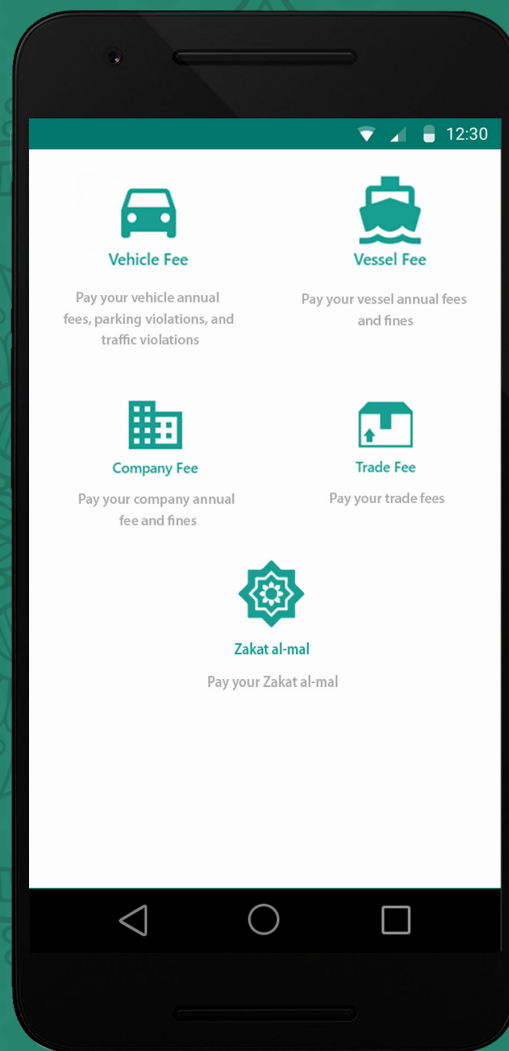 12:30
Vehicle Fee
Pay your vehicle annual
fees, parking violations, and
traffic violations
Vessel Fee
Pay your vessel annual fees
and fines
Company Fee
Pay your company annual
fee and fines
Trade Fee
Pay your trade fees
Zakat al-mal
Pay your Zakat al-mal